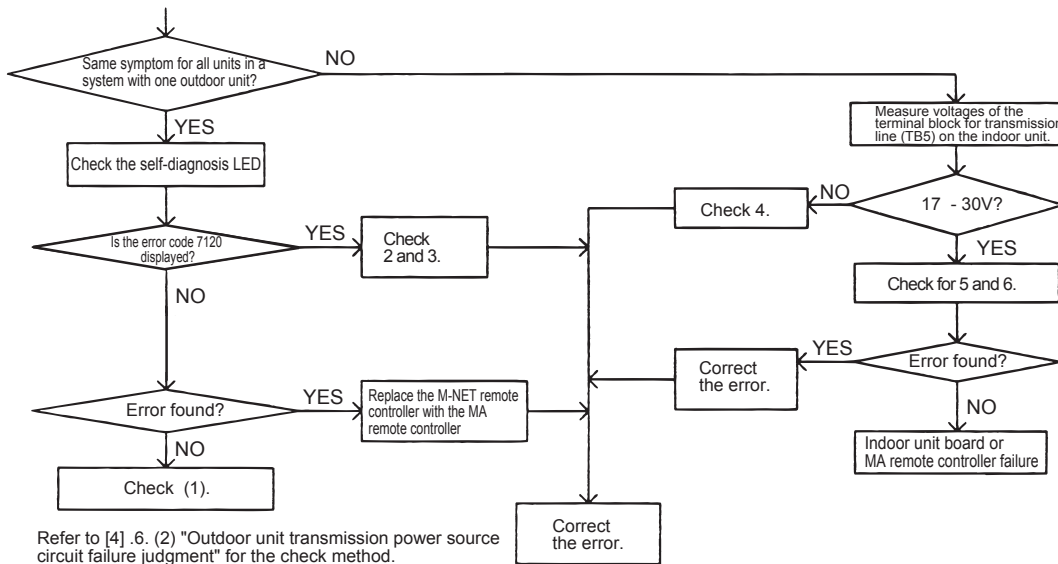 NO
Same symptom for all units in a
system with one outdoor unit?
YES
Check the self-diagnosis LED
Is the error code 7120
displayed?
YES
Check
2 and 3.
NO
Error found?
YES
Replace the M-NET remote
controller with the MA
remote controller
NO
Check (1).
Refer to [4] .6. (2) "Outdoor unit transmission power source
circuit failure judgment" for the check method.
Measure voltages of the
terminal block for transmission
line (TB5) on the indoor unit.
17 - 30V?
NO
Check 4.
YES
Check for 5 and 6.
Error found?
YES
Correct
the error.
NO
Indoor unit board or
MA remote controller failure
Correct
the error.